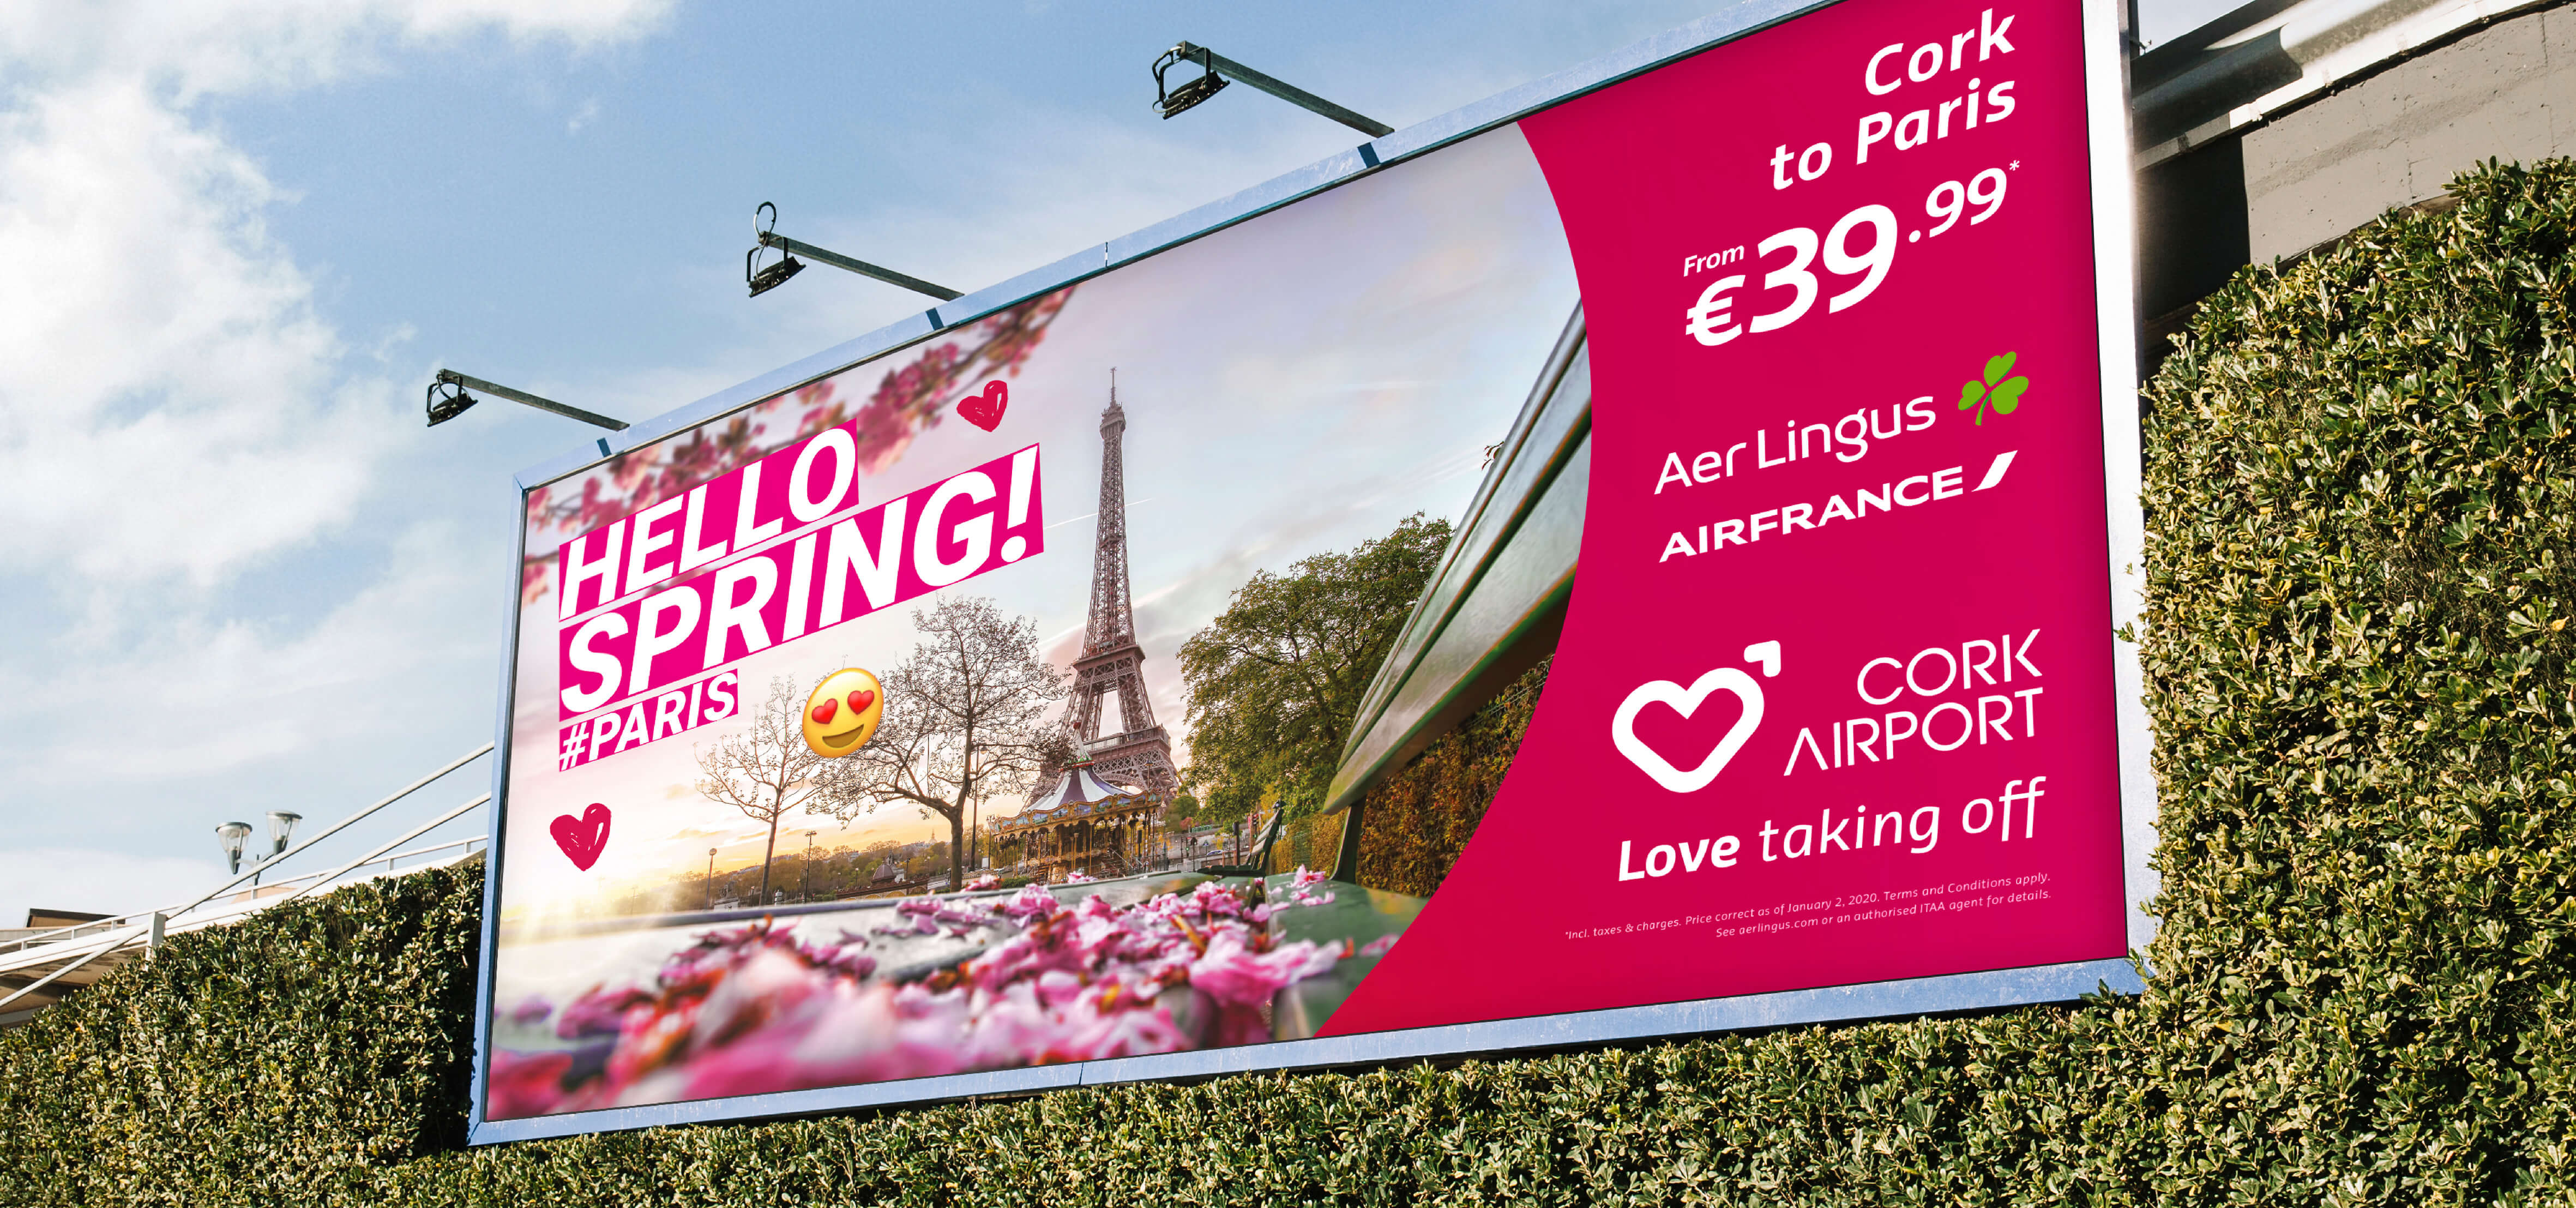 HELLO
SPRING!
#PARIS
Cork
to Paris
From
€39.99*
Aer Lingus
AIRFRANCE
CORK
AIRPORT
Love taking off
*Incl. taxes & charges. Price correct as of January 2, 2020. Terms and Conditions apply.
See aerlingus.com or an authorised ITAA agent for details.